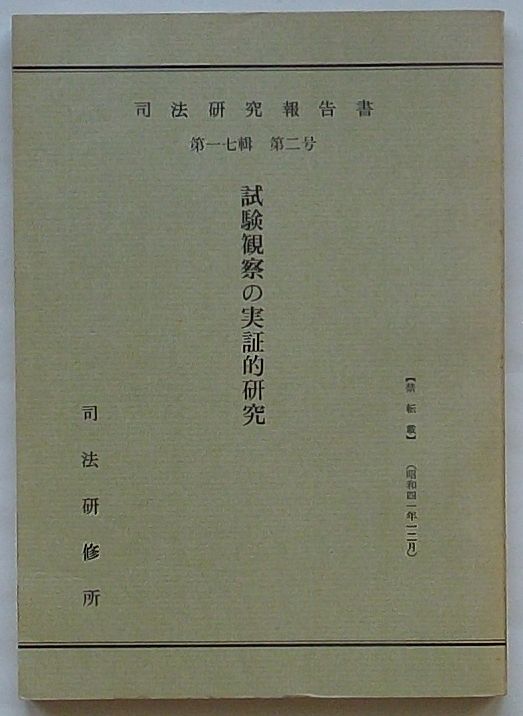 司法研究報告書
第一七輯 第二号
試験観察の実証的研究
【禁転載】 (昭和四一年一二月)
司法研修所